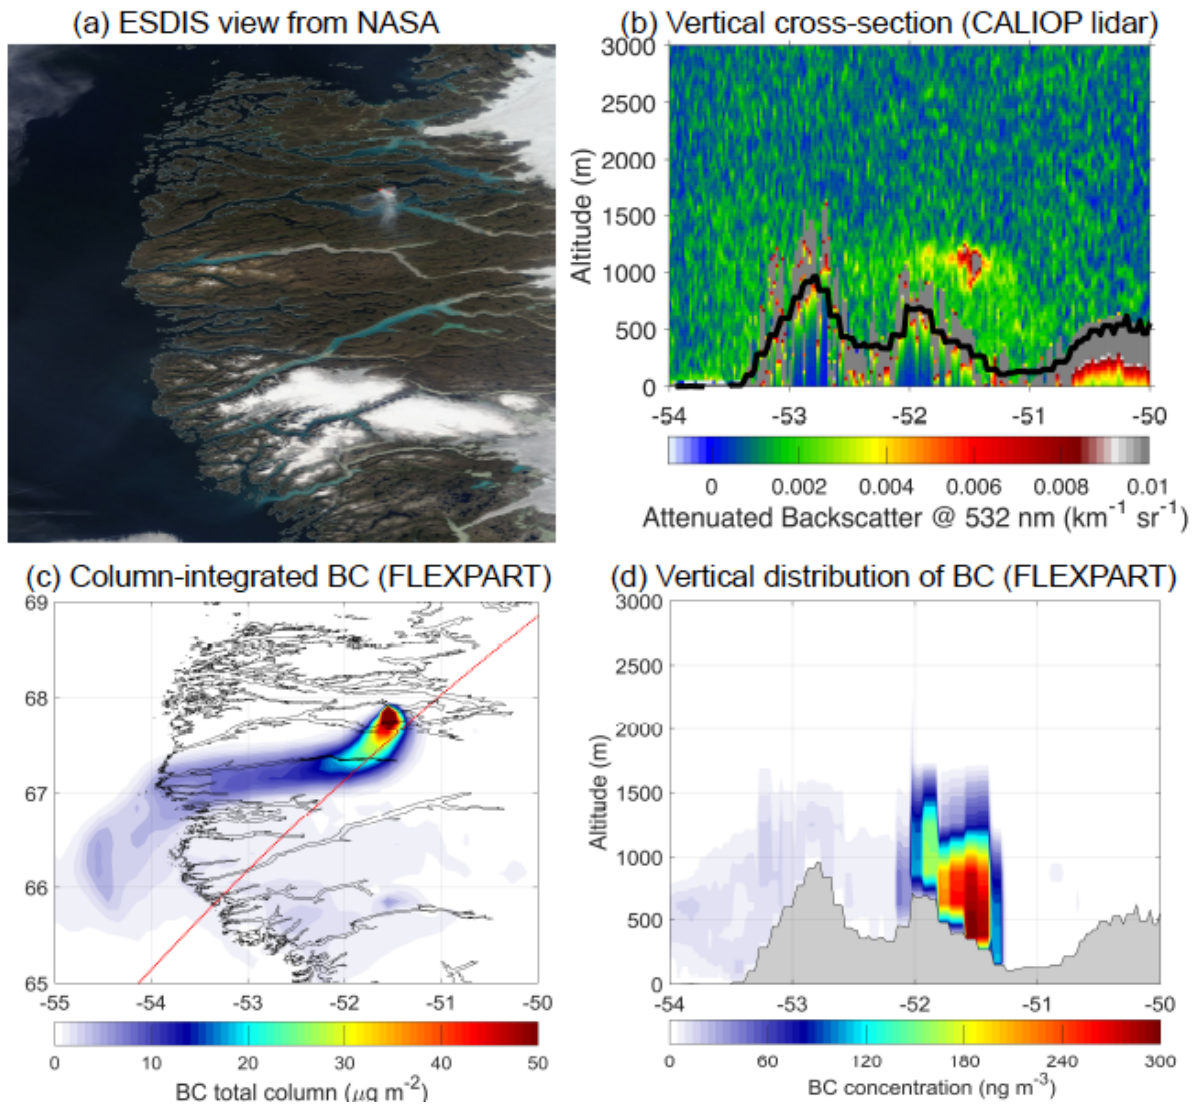 (a) ESDIS view from NASA
(b) Vertical cross-section (CALIOP lidar)
3000
2500
2000
1500
1000
500
0
Altitude (m)
-54 -53 -52 -51 -50
0 0.002 0.004 0.006 0.008 0.01
Attenuated Backscatter @ 532 nm (km⁻¹ sr⁻¹)
(c) Column-integrated BC (FLEXPART)
69
68
67
66
65
-55 -54 -53 -52 -51 -50
0 10 20 30 40 50
BC total column (μg m⁻²)
(d) Vertical distribution of BC (FLEXPART)
3000
2500
2000
1500
1000
500
0
Altitude (m)
-54 -53 -52 -51 -50
0 60 120 180 240 300
BC concentration (ng m⁻³)